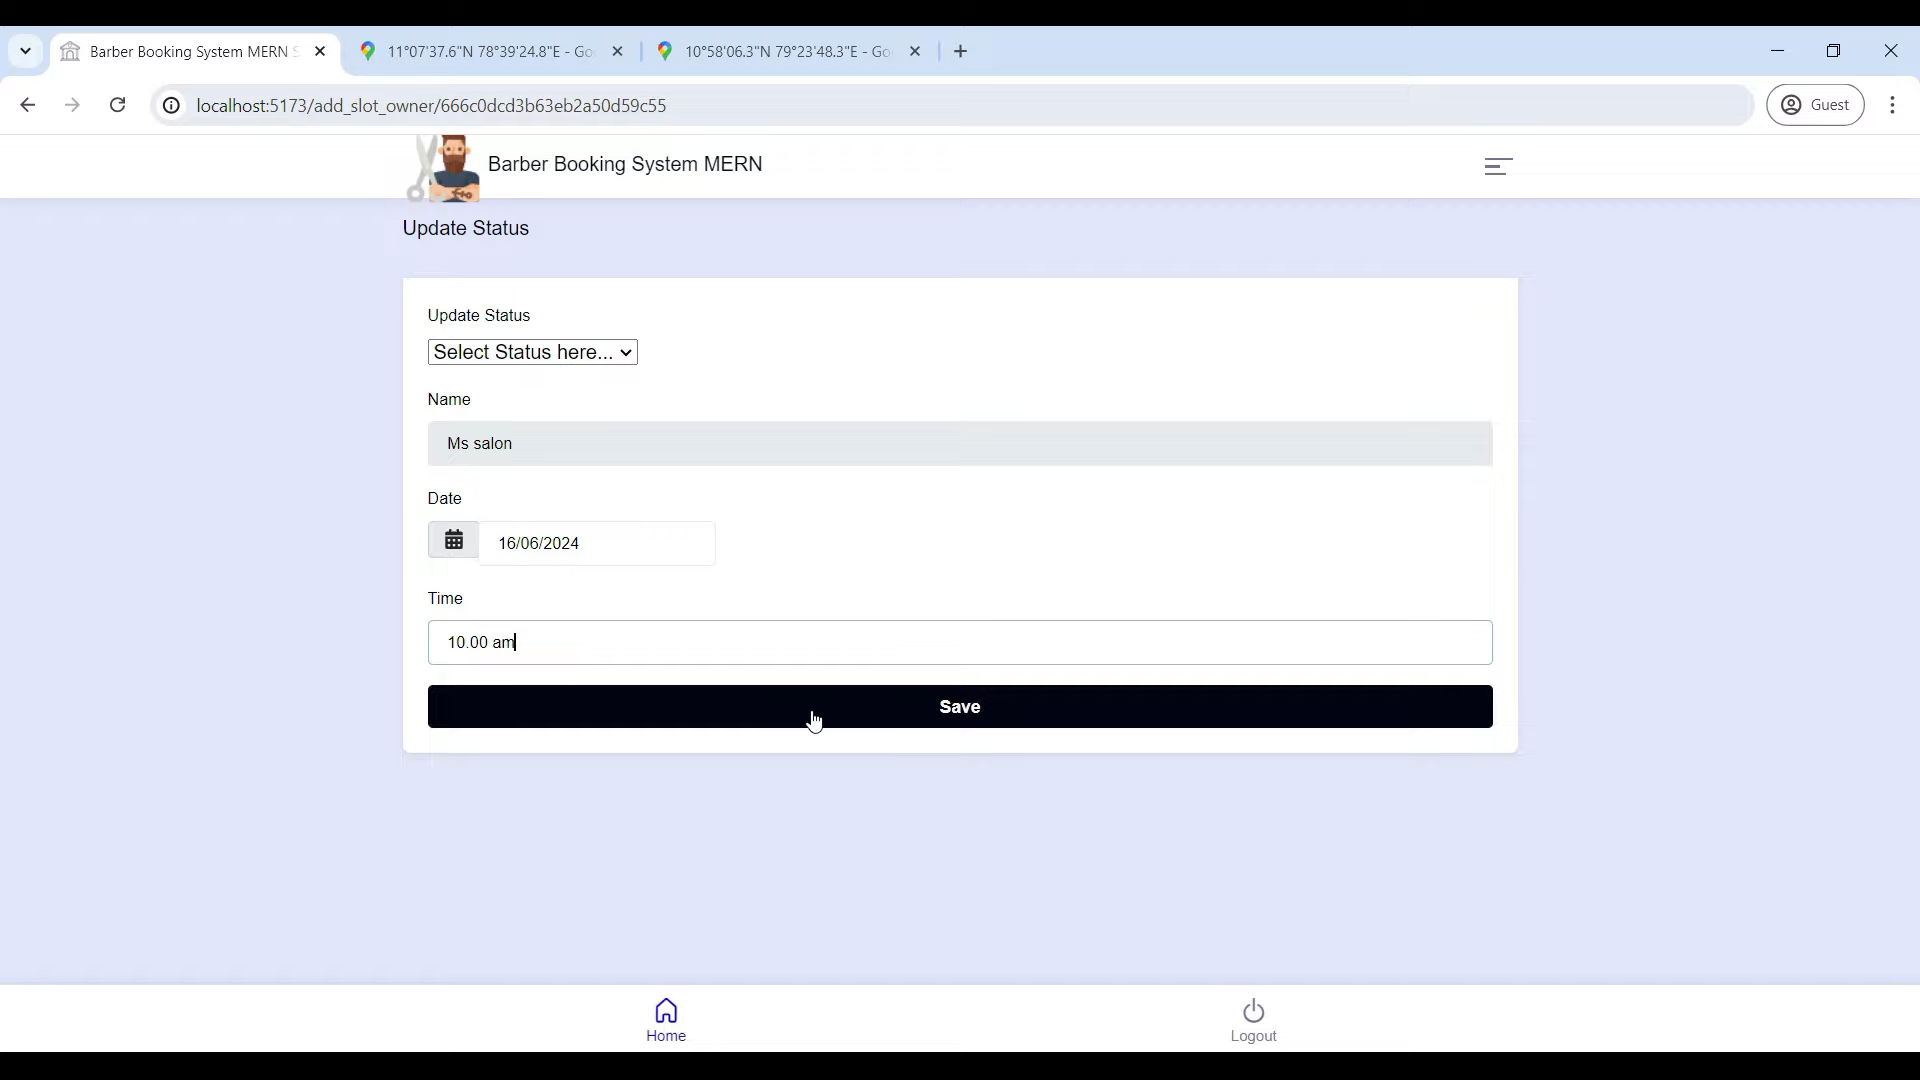 Barber Booking System MERN S
11°07'37.6"N 78°39'24.8"E - Go
10°58'06.3"N 79°23'48.3"E - Go
localhost:5173/add_slot_owner/666c0dcd3b63eb2a50d59c55
Guest
Barber Booking System MERN
Update Status
Update Status
Select Status here...
Name
Ms salon
Date
16/06/2024
Time
10.00 am
Save
Home
Logout